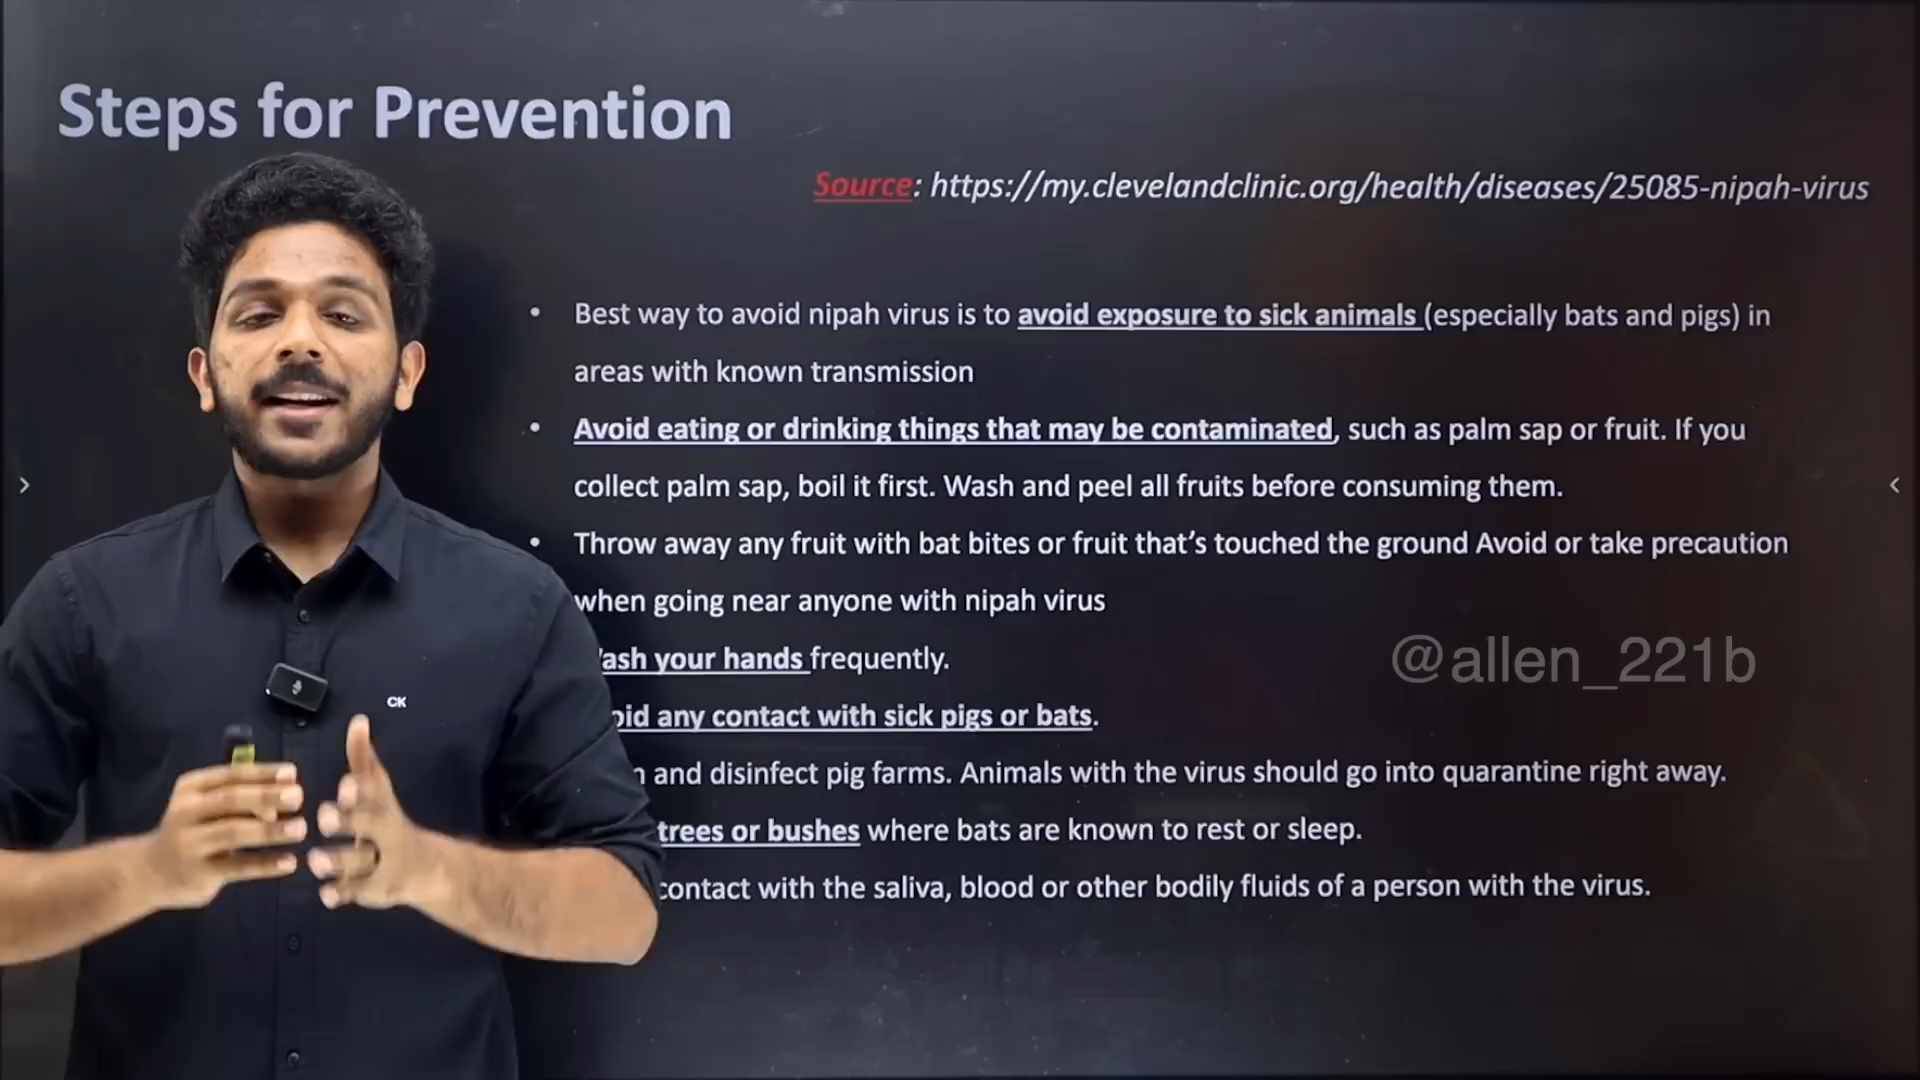 Steps for Prevention
Source: https://my.clevelandclinic.org/health/diseases/25085-nipah-virus
• Best way to avoid nipah virus is to avoid exposure to sick animals (especially bats and pigs) in
areas with known transmission
• Avoid eating or drinking things that may be contaminated, such as palm sap or fruit. If you
collect palm sap, boil it first. Wash and peel all fruits before consuming them.
• Throw away any fruit with bat bites or fruit that's touched the ground Avoid or take precaution
when going near anyone with nipah virus
your hands frequently.
any contact with sick pigs or bats.
and disinfect pig farms. Animals with the virus should go into quarantine right away.
trees or bushes where bats are known to rest or sleep.
contact with the saliva, blood or other bodily fluids of a person with the virus.
@allen_221b
CK